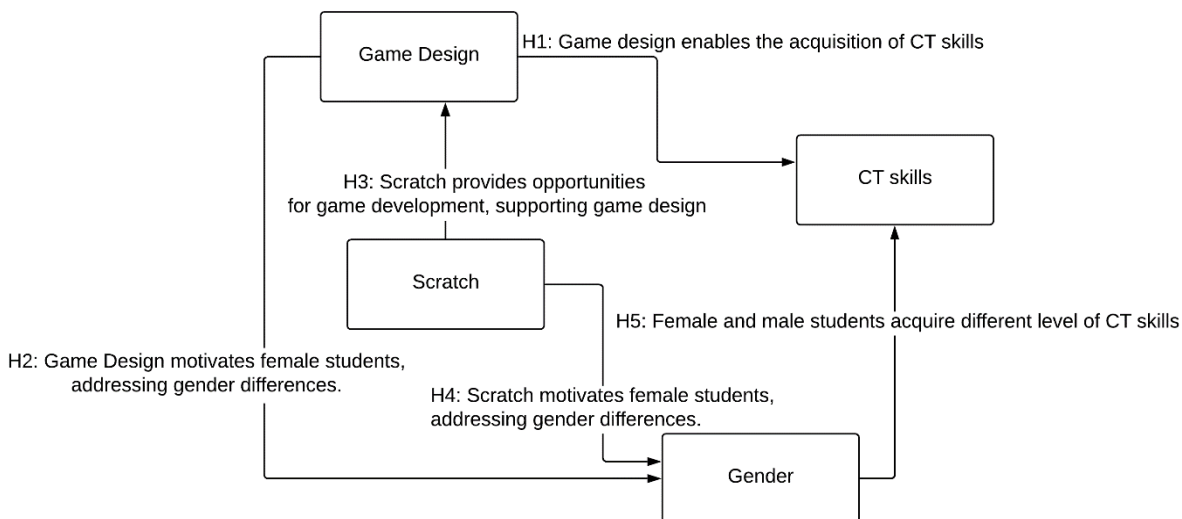 H1: Game design enables the acquisition of CT skills
Game Design
CT skills
H3: Scratch provides opportunities
for game development, supporting game design
Scratch
H5: Female and male students acquire different level of CT skills
H2: Game Design motivates female students,
addressing gender differences.
H4: Scratch motivates female students,
addressing gender differences.
Gender